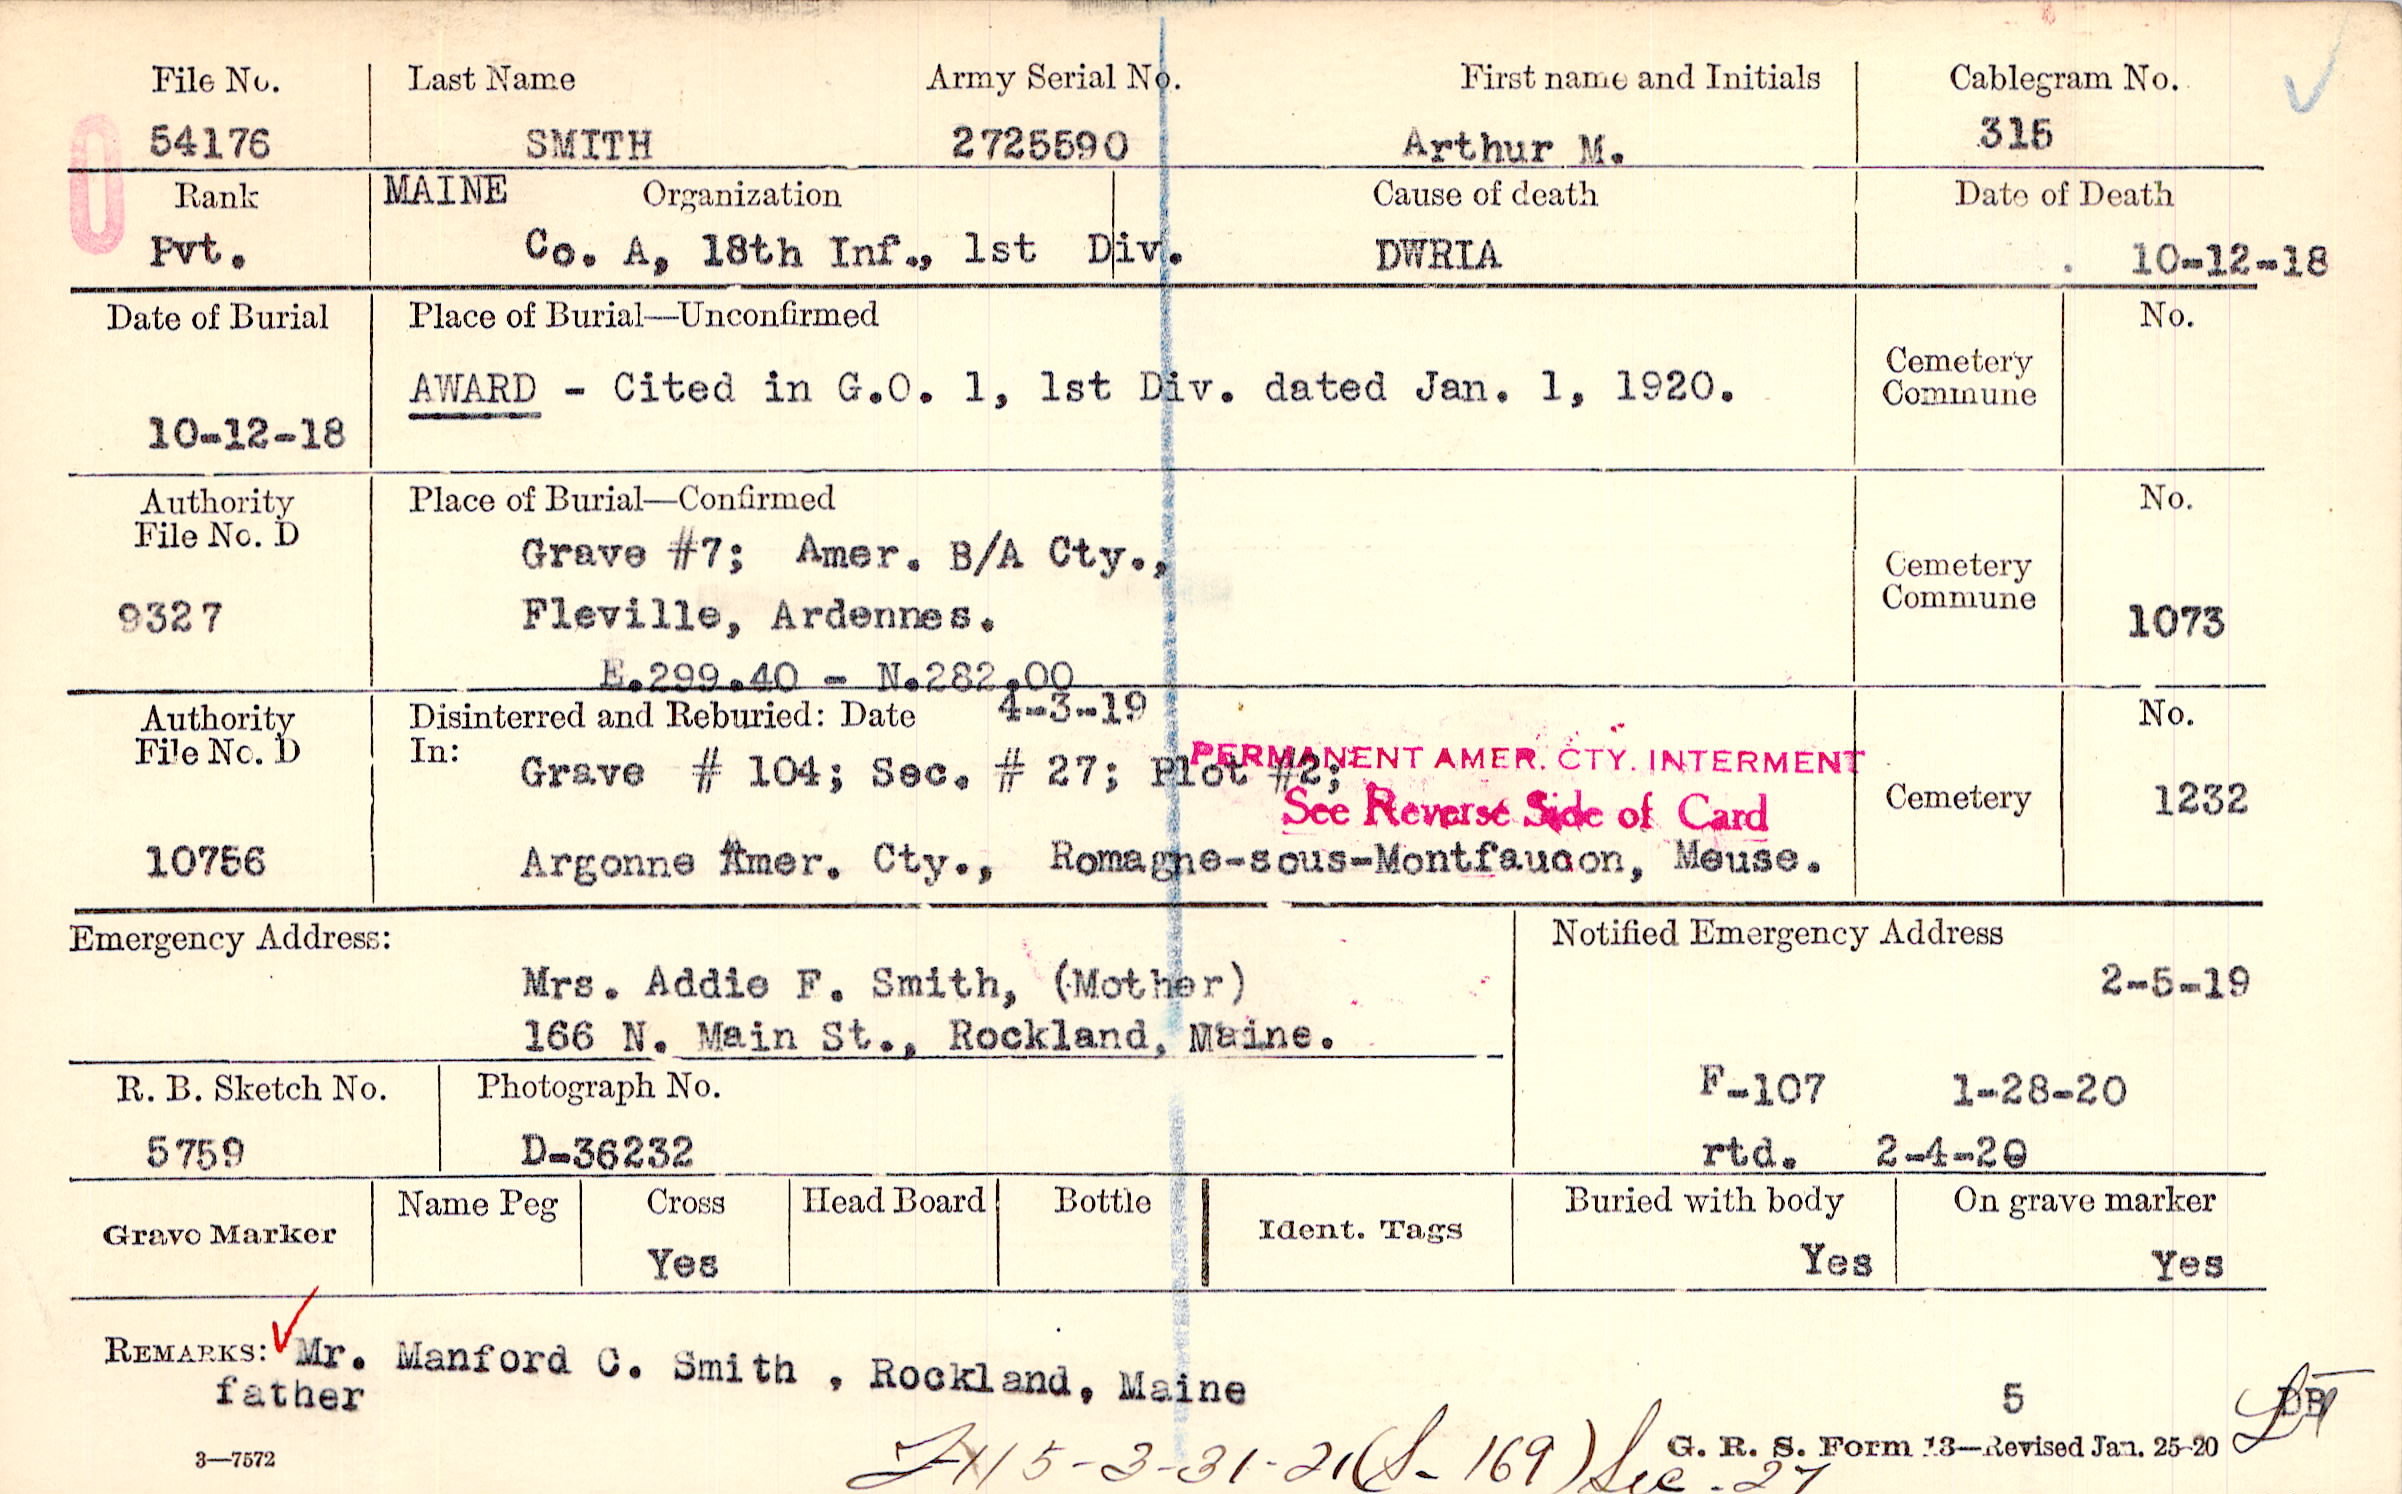 File No. Last Name Army Serial No. First name and Initials Cablegram No.
54176 SMITH 2725590 Arthur M. 315
Rank MAINE Organization Cause of death Date of Death
Pvt. Co. A, 18th Inf., 1st Div. DWRIA 10-12-18
Date of Burial Place of Burial—Unconfirmed No.
AWARD - Cited in G.O. 1, 1st Div. dated Jan. 1, 1920. Cemetery
Commune
10-12-18
Authority Place of Burial—Confirmed No.
File No. D
Grave #7; Amer. B/A Cty., Cemetery
Commune
9327 Fleville, Ardennes. 1073
E.299.40 - N.282.00
Authority Disinterred and Reburied: Date 4-3-19 No.
File No. D In:
PERMANENT AMER. CTY. INTERMENT
Grave # 104; Sec. # 27; Plot #2;
See Reverse Side of Card Cemetery 1232
10756 Argonne Amer. Cty., Romagne-sous-Montfaucon, Meuse.
Emergency Address: Notified Emergency Address
Mrs. Addie F. Smith, (Mother) 2-5-19
166 N. Main St., Rockland, Maine.
R. B. Sketch No. Photograph No. F-107 1-28-20
5759 D-36232 rtd. 2-4-20
Grave Marker Name Peg Cross Head Board Bottle Ident. Tags Buried with body On grave marker
Yes Yes Yes
REMARKS: Mr. Manford C. Smith , Rockland, Maine
father 5
3—7572 G. R. S. Form 13—Revised Jan. 25-20
5-3-31-21(S-169) Sec. 27